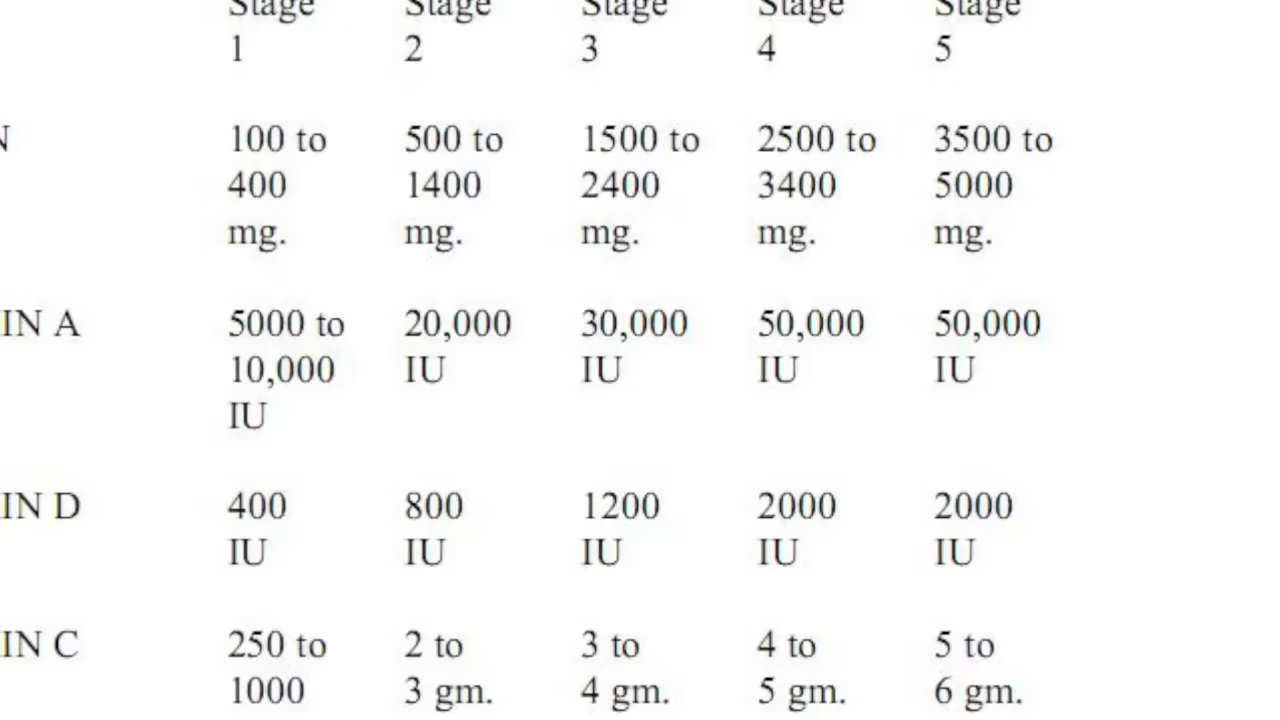 Stage Stage Stage Stage Stage
1 2 3 4 5
N 100 to 500 to 1500 to 2500 to 3500 to
400 1400 2400 3400 5000
mg. mg. mg. mg. mg.
IN A 5000 to 20,000 30,000 50,000 50,000
10,000 IU IU IU IU
IU
IN D 400 800 1200 2000 2000
IU IU IU IU IU
IN C 250 to 2 to 3 to 4 to 5 to
1000 3 gm. 4 gm. 5 gm. 6 gm.